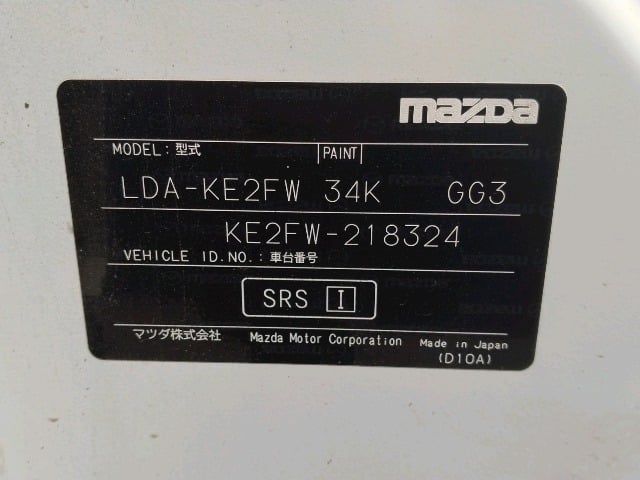 mazda
MODEL: 型式 PAINT
LDA-KE2FW 34K GG3
KE2FW-218324
VEHICLE ID.NO.: 車台番号
SRS I
マツダ株式会社 Mazda Motor Corporation Made in Japan
(D10A)